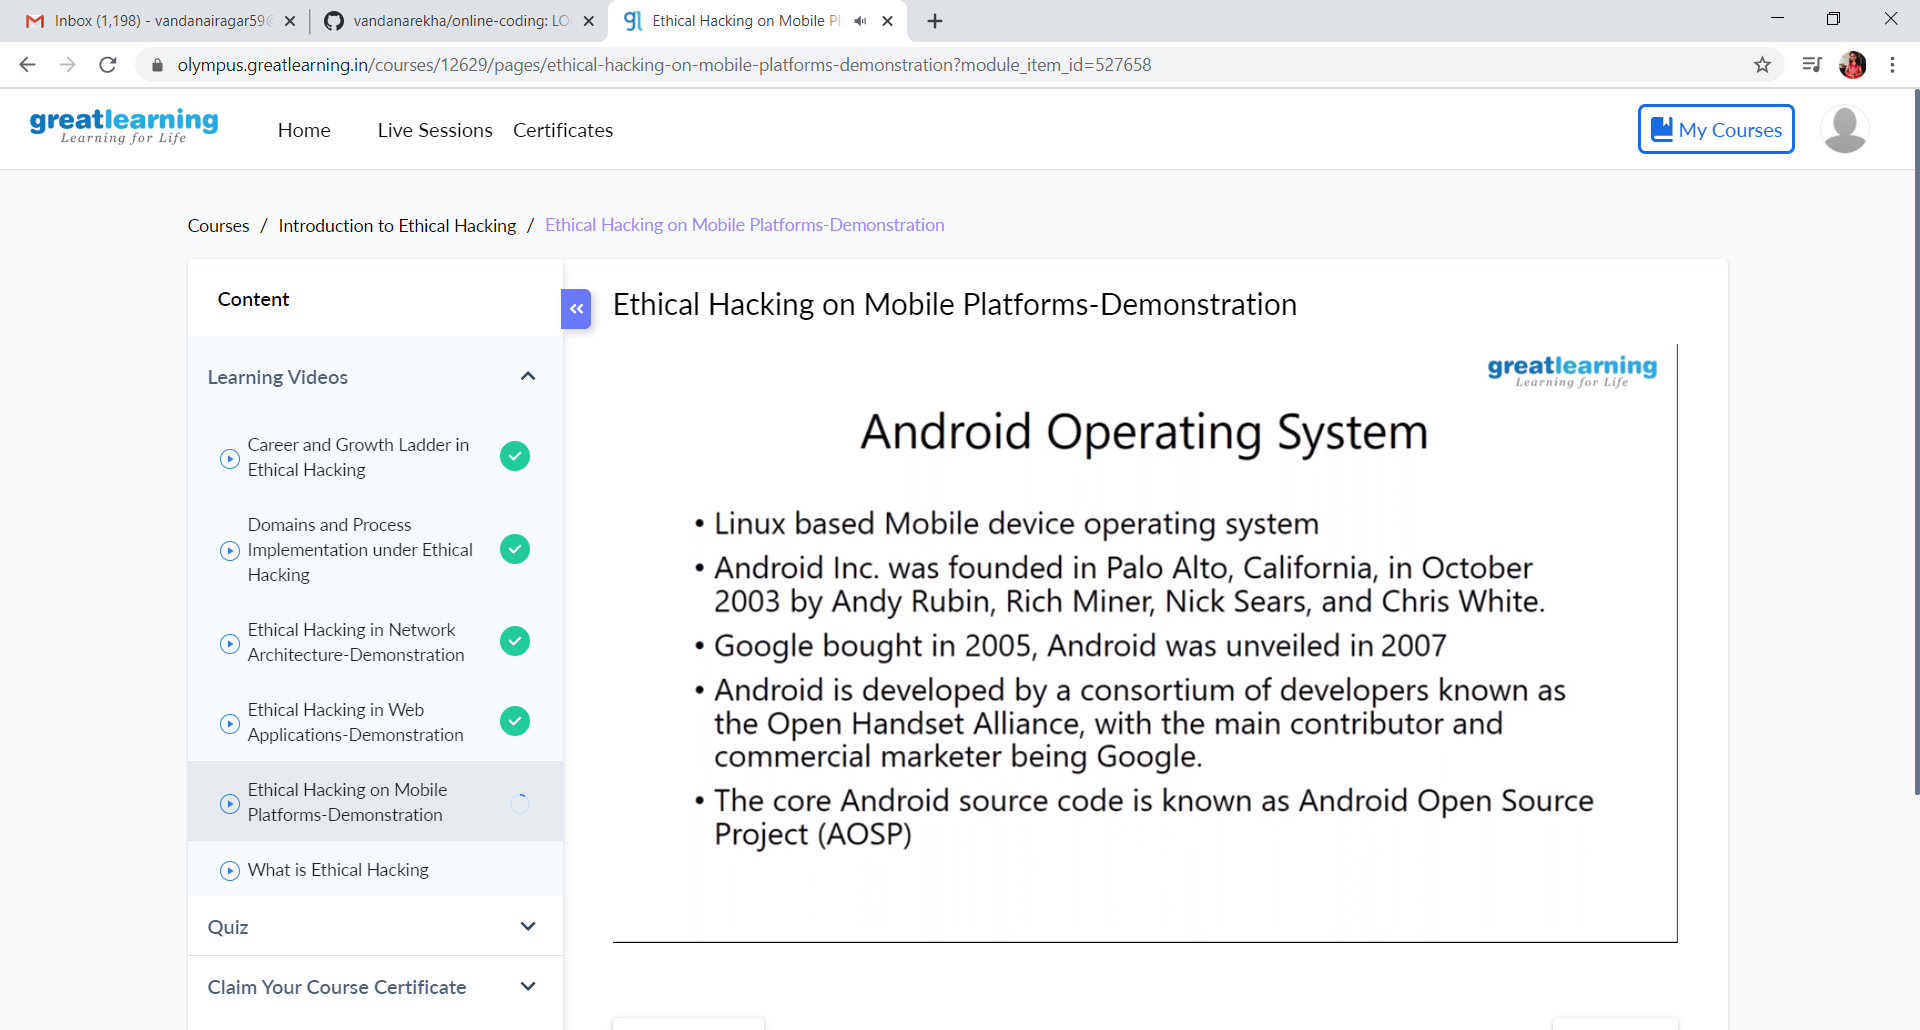 Inbox (1,198) - vandanairagar59@
vandanarekha/online-coding: LO
Ethical Hacking on Mobile Pl
olympus.greatlearning.in/courses/12629/pages/ethical-hacking-on-mobile-platforms-demonstration?module_item_id=527658
greatlearning
Learning for Life
Home
Live Sessions
Certificates
My Courses
Courses / Introduction to Ethical Hacking / Ethical Hacking on Mobile Platforms-Demonstration
Content
Learning Videos
Career and Growth Ladder in
Ethical Hacking
Domains and Process
Implementation under Ethical
Hacking
Ethical Hacking in Network
Architecture-Demonstration
Ethical Hacking in Web
Applications-Demonstration
Ethical Hacking on Mobile
Platforms-Demonstration
What is Ethical Hacking
Quiz
Claim Your Course Certificate
Ethical Hacking on Mobile Platforms-Demonstration
greatlearning
Learning for Life
Android Operating System
• Linux based Mobile device operating system
• Android Inc. was founded in Palo Alto, California, in October
2003 by Andy Rubin, Rich Miner, Nick Sears, and Chris White.
• Google bought in 2005, Android was unveiled in 2007
• Android is developed by a consortium of developers known as
the Open Handset Alliance, with the main contributor and
commercial marketer being Google.
• The core Android source code is known as Android Open Source
Project (AOSP)